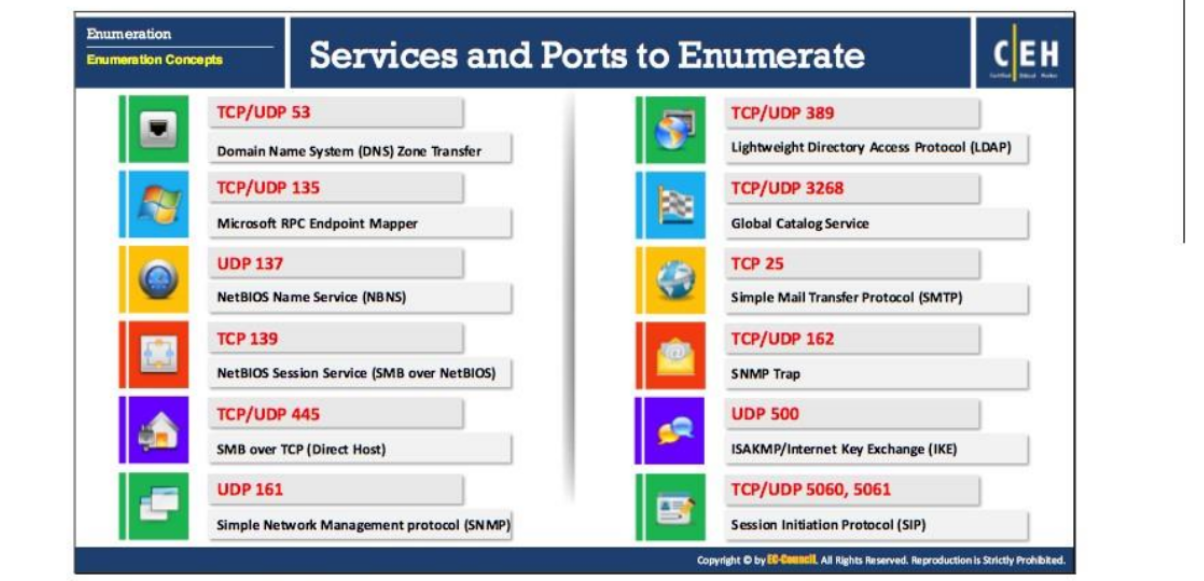 Enumeration
Enumeration Concepts
Services and Ports to Enumerate
CEH
Certified Ethical Hacker
TCP/UDP 53
Domain Name System (DNS) Zone Transfer
TCP/UDP 135
Microsoft RPC Endpoint Mapper
UDP 137
NetBIOS Name Service (NBNS)
TCP 139
NetBIOS Session Service (SMB over NetBIOS)
TCP/UDP 445
SMB over TCP (Direct Host)
UDP 161
Simple Network Management protocol (SNMP)
TCP/UDP 389
Lightweight Directory Access Protocol (LDAP)
TCP/UDP 3268
Global Catalog Service
TCP 25
Simple Mail Transfer Protocol (SMTP)
TCP/UDP 162
SNMP Trap
UDP 500
ISAKMP/Internet Key Exchange (IKE)
TCP/UDP 5060, 5061
Session Initiation Protocol (SIP)
Copyright © by EC-Council. All Rights Reserved. Reproduction is Strictly Prohibited.